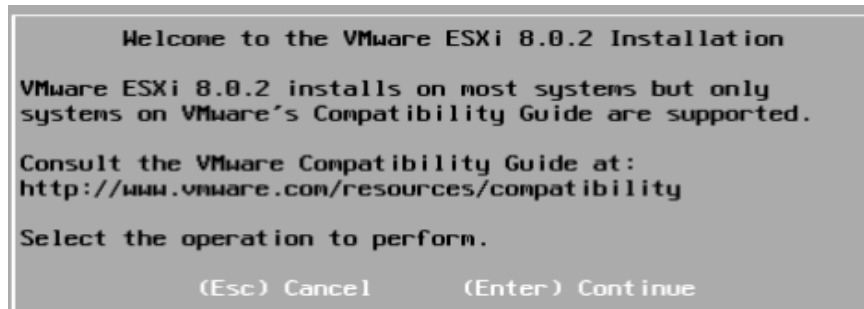 Welcome to the VMware ESXi 8.0.2 Installation
VMware ESXi 8.0.2 installs on most systems but only
systems on VMware's Compatibility Guide are supported.
Consult the VMware Compatibility Guide at:
http://www.vmware.com/resources/compatibility
Select the operation to perform.
(Esc) Cancel (Enter) Continue